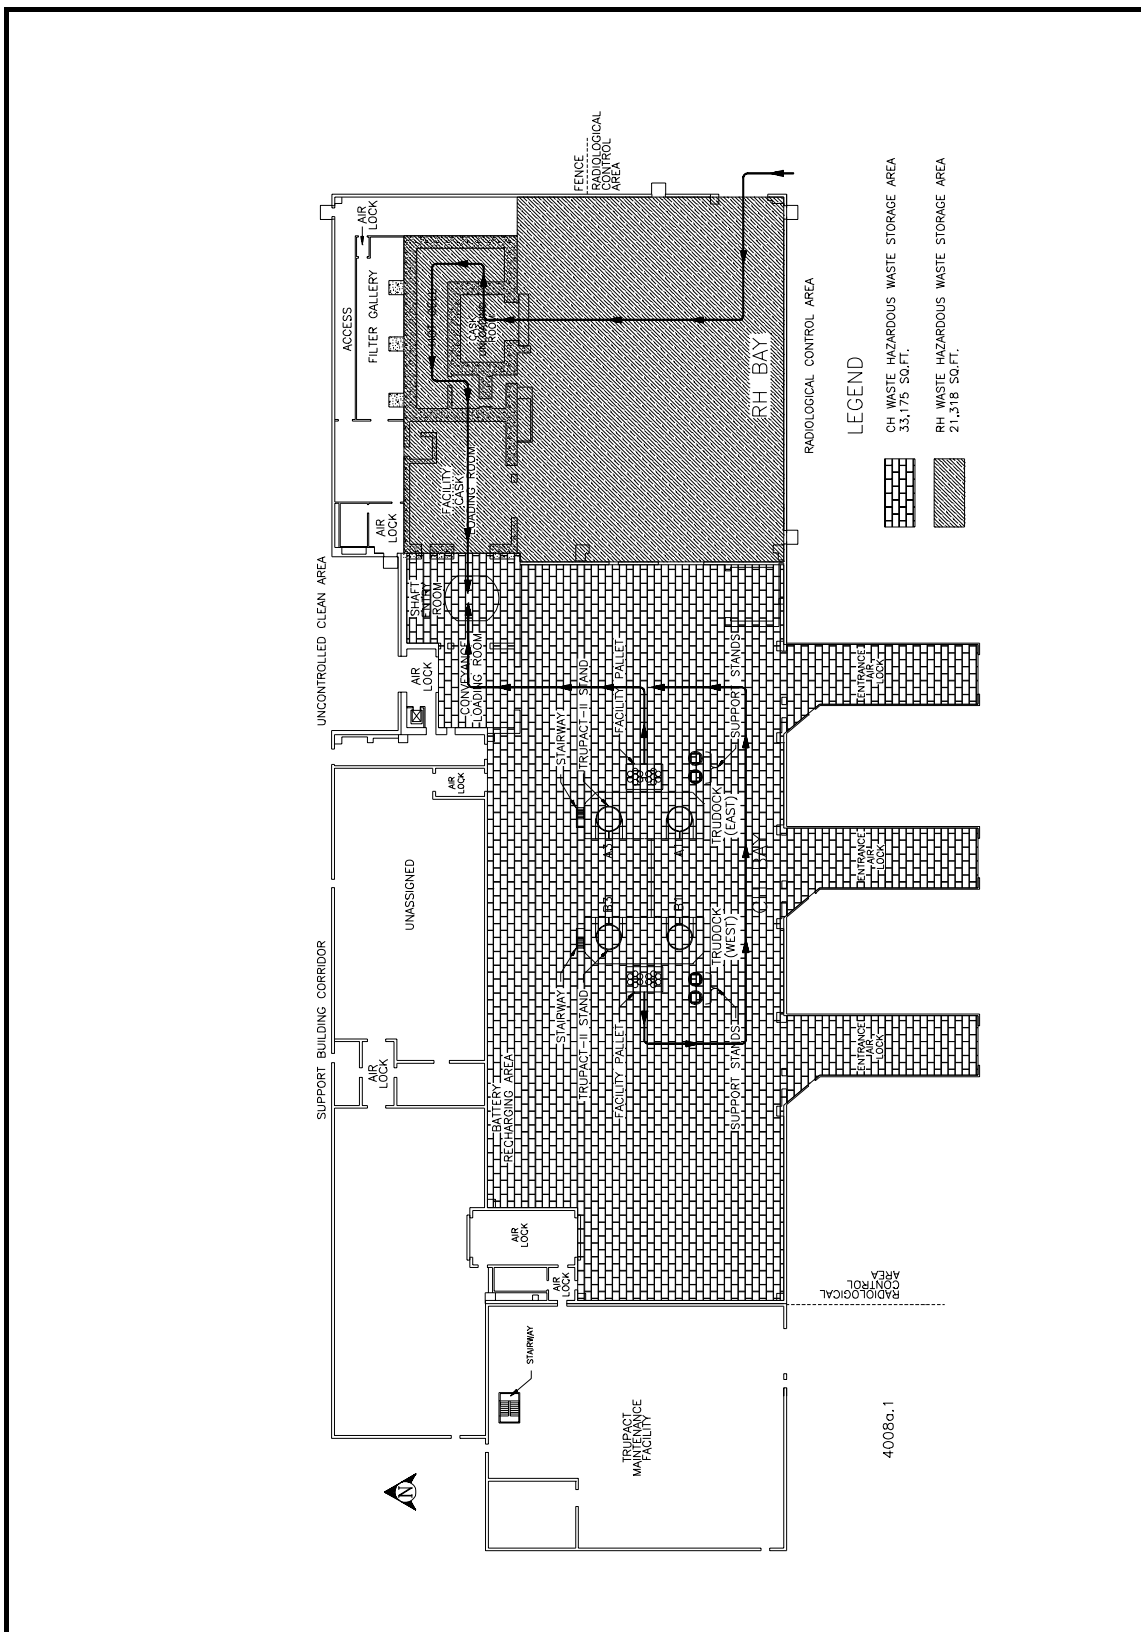 FENCE
RADIOLOGICAL
CONTROL
AREA
AIR
LOCK
ACCESS
FILTER GALLERY
HOT CELL
CASK
UNLOADING
ROOM
RH BAY
RADIOLOGICAL CONTROL AREA
LEGEND
CH WASTE HAZARDOUS WASTE STORAGE AREA
33,175 SQ.FT.
RH WASTE HAZARDOUS WASTE STORAGE AREA
21,318 SQ.FT.
FACILITY
CASK
LOADING ROOM
AIR
LOCK
UNCONTROLLED CLEAN AREA
SHAFT
ENTRY
ROOM
AIR
LOCK
CONVEYANCE
LOADING ROOM
STAIRWAY
TRUPACT-II STAND
FACILITY PALLET
SUPPORT STANDS
ENTRANCE
AIR
LOCK
AIR
LOCK
UNASSIGNED
A3
A1
TRUDOCK
(EAST)
CH BAY
ENTRANCE
AIR
LOCK
B3
B1
TRUDOCK
(WEST)
SUPPORT BUILDING CORRIDOR
AIR
LOCK
STAIRWAY
TRUPACT-II STAND
FACILITY PALLET
SUPPORT STANDS
ENTRANCE
AIR
LOCK
BATTERY
RECHARGING AREA
AIR
LOCK
AIR
LOCK
RADIOLOGICAL
CONTROL
AREA
STAIRWAY
TRUPACT
MAINTENANCE
FACILITY
4008a.1
N